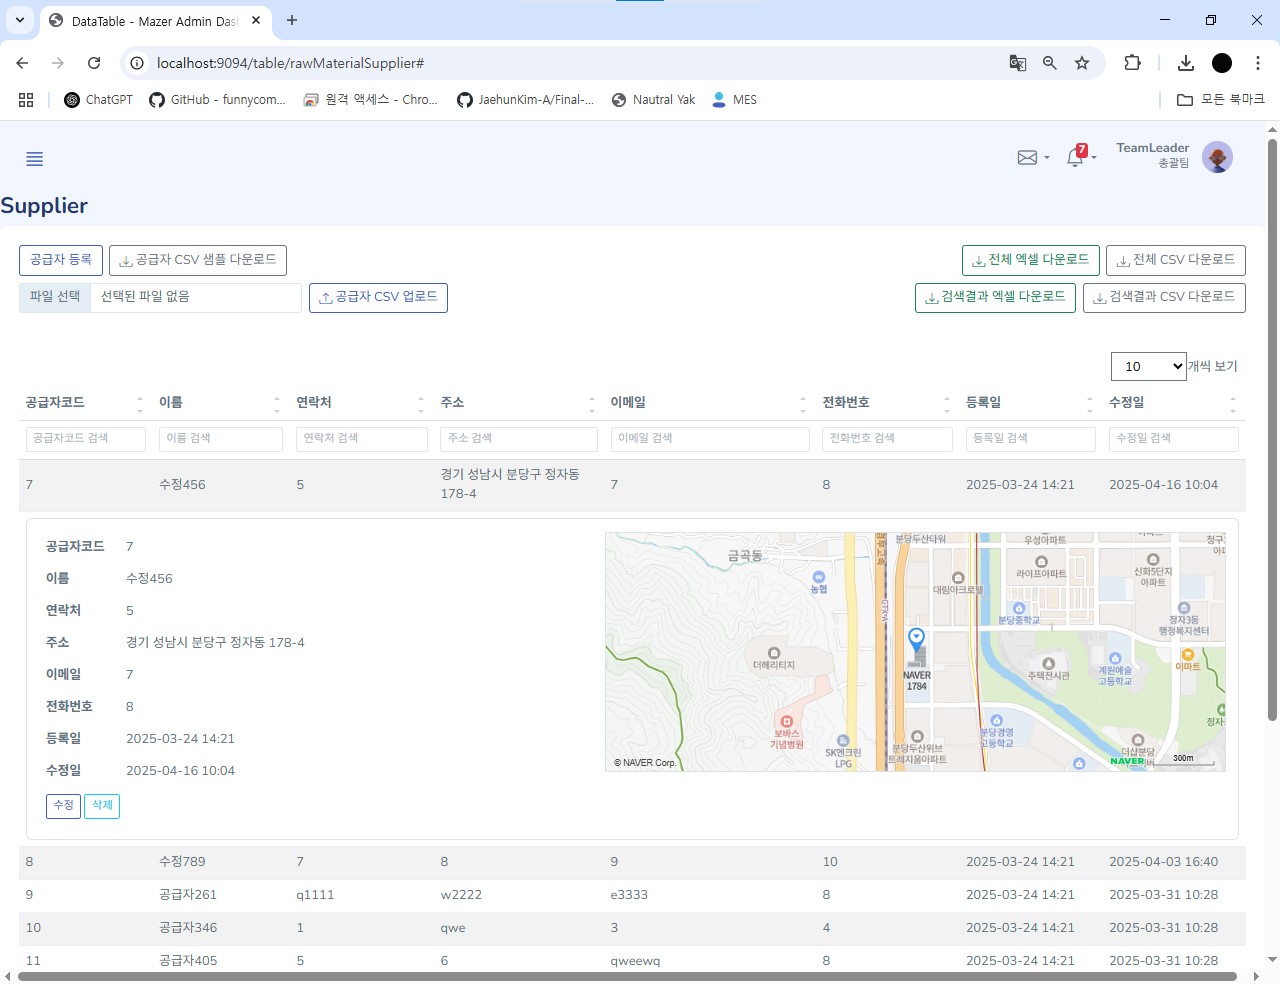 DataTable - Mazer Admin Das
localhost:9094/table/rawMaterialSupplier#
ChatGPT
GitHub - funnycom...
원격 액세스 - Chro...
JaehunKim-A/Final-...
Nautral Yak
MES
모든 북마크
7
TeamLeader
총괄팀
Supplier
공급자 등록
공급자 CSV 샘플 다운로드
전체 엑셀 다운로드
전체 CSV 다운로드
파일 선택 선택된 파일 없음
공급자 CSV 업로드
검색결과 엑셀 다운로드
검색결과 CSV 다운로드
10 개씩 보기
공급자코드 이름 연락처 주소 이메일 전화번호 등록일 수정일
공급자코드 검색 이름 검색 연락처 검색 주소 검색 이메일 검색 전화번호 검색 등록일 검색 수정일 검색
7 수정456 5 경기 성남시 분당구 정자동 178-4 7 8 2025-03-24 14:21 2025-04-16 10:04
공급자코드 7
이름 수정456
연락처 5
주소 경기 성남시 분당구 정자동 178-4
이메일 7
전화번호 8
등록일 2025-03-24 14:21
수정일 2025-04-16 10:04
수정 삭제
금곡동
농협
분당두산타워
우성아파트
대림아크로텔
라이프아파트
신화5단지
아파트
분당중학교
정자3동
행정복지센터
GTX-A
더헤리티지
NAVER
1784
주택전시관
계원예술
고등학교
이마트
보바스
기념병원
SK엔크린
LPG
분당두산위브
트레지움아파트
분당경영
고등학교
더샵분당
NAVER
300m
© NAVER Corp.
8 수정789 7 8 9 10 2025-03-24 14:21 2025-04-03 16:40
9 공급자261 q1111 w2222 e3333 8 2025-03-24 14:21 2025-03-31 10:28
10 공급자346 1 qwe 3 4 2025-03-24 14:21 2025-03-31 10:28
11 공급자405 5 6 qweewq 8 2025-03-24 14:21 2025-03-31 10:28